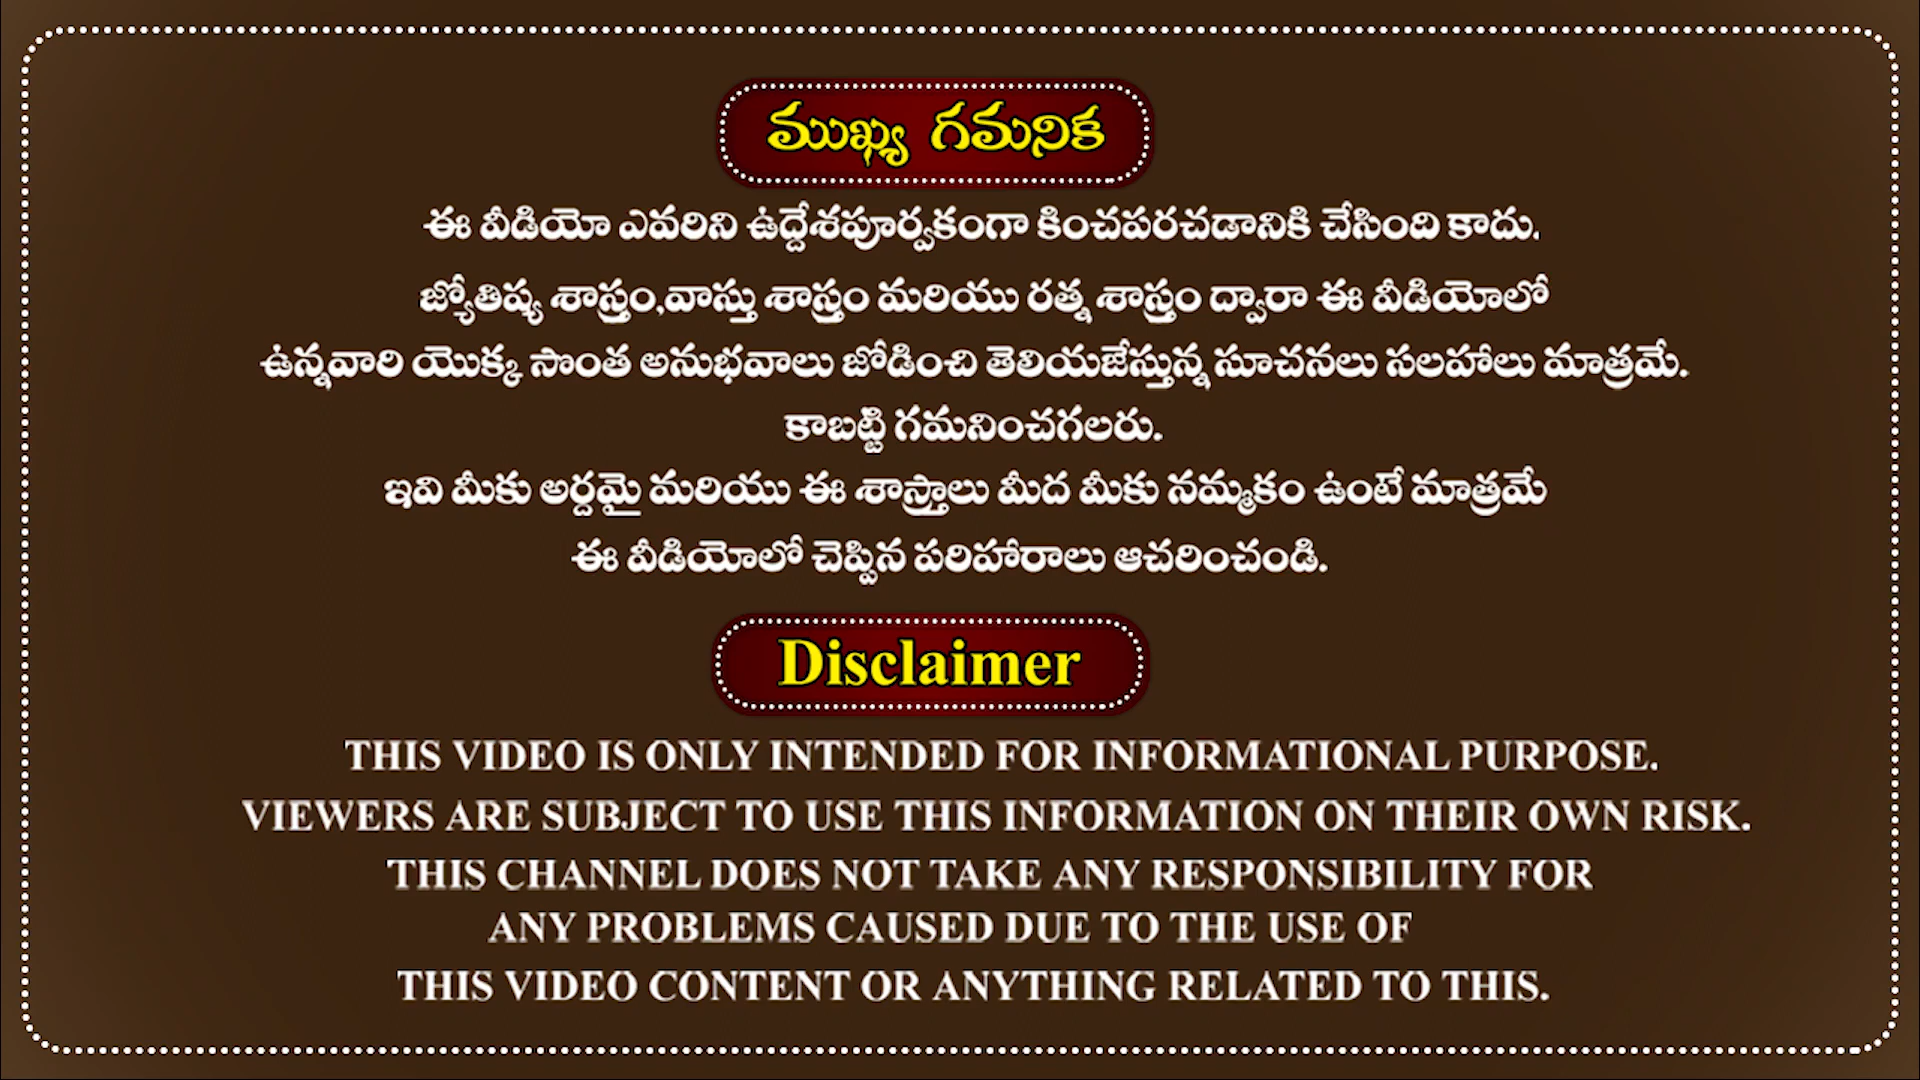 ముఖ్య గమనిక
ఈ వీడియో ఎవరిని ఉద్దేశపూర్వకంగా కించపరచడానికి చేసింది కాదు.
జ్యోతిష్య శాస్త్రం,వాస్తు శాస్త్రం మరియు రత్న శాస్త్రం ద్వారా ఈ వీడియోలో
ఉన్నవారి యొక్క సొంత అనుభవాలు జోడించి తెలియజేస్తున్న సూచనలు సలహాలు మాత్రమే.
కాబట్టి గమనించగలరు.
ఇవి మీకు అర్దమై మరియు ఈ శాస్త్రాలు మీద మీకు నమ్మకం ఉంటే మాత్రమే
ఈ వీడియోలో చెప్పిన పరిహారాలు ఆచరించండి.
Disclaimer
THIS VIDEO IS ONLY INTENDED FOR INFORMATIONAL PURPOSE.
VIEWERS ARE SUBJECT TO USE THIS INFORMATION ON THEIR OWN RISK.
THIS CHANNEL DOES NOT TAKE ANY RESPONSIBILITY FOR
ANY PROBLEMS CAUSED DUE TO THE USE OF
THIS VIDEO CONTENT OR ANYTHING RELATED TO THIS.